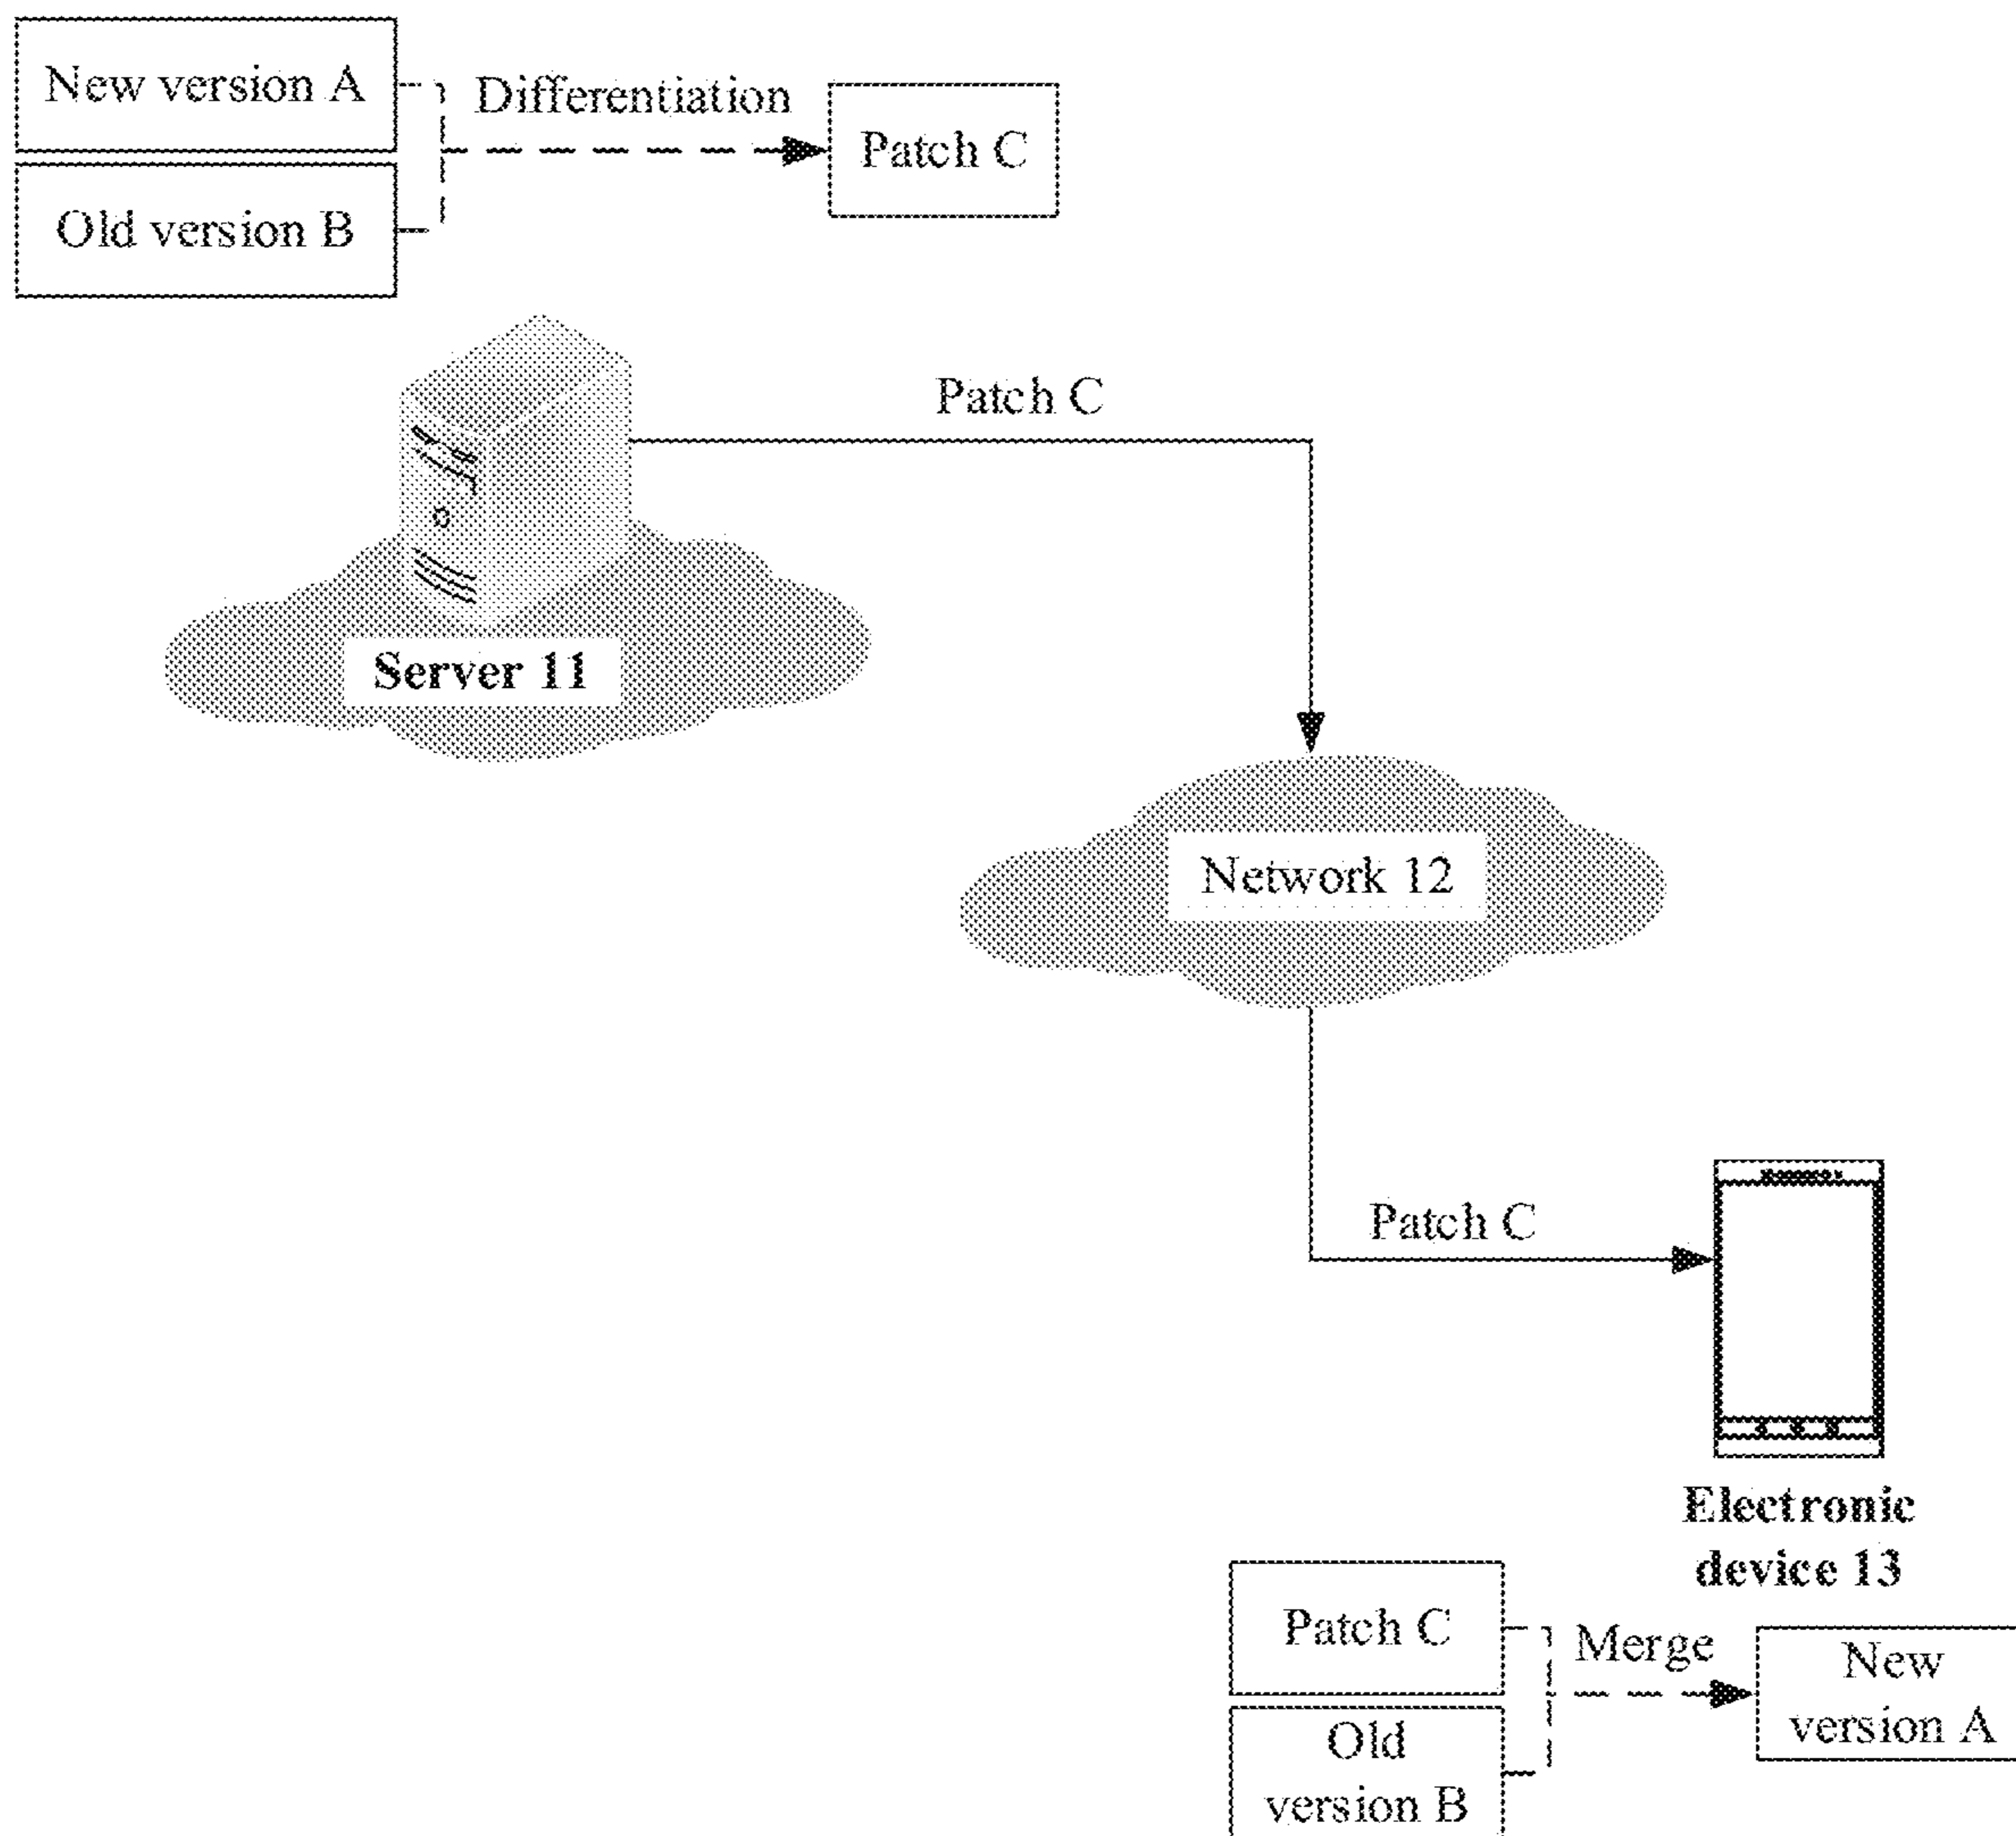 New version A
Differentiation
Patch C
Old version B
Patch C
Server 11
Network 12
Patch C
Electronic
device 13
Patch C
Merge
New
version A
Old
version B